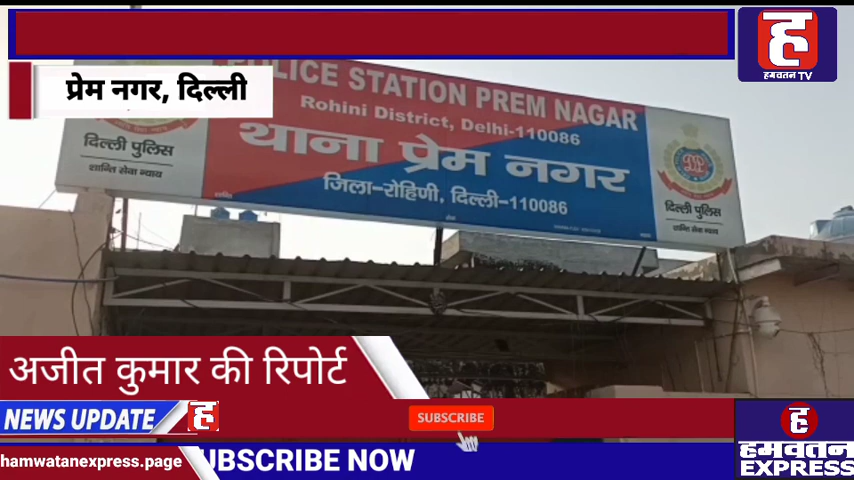 ह
हमवतन TV
प्रेम नगर, दिल्ली
POLICE STATION PREM NAGAR
Rohini District, Delhi-110086
थाना प्रेम नगर
जिला-रोहिणी, दिल्ली-110086
दिल्ली पुलिस
शान्ति सेवा न्याय
दिल्ली पुलिस
शान्ति सेवा न्याय
अजीत कुमार की रिपोर्ट
NEWS UPDATE
ह
SUBSCRIBE
ह
हमवतन
EXPRESS
hamwatanexpress.page
UBSCRIBE NOW